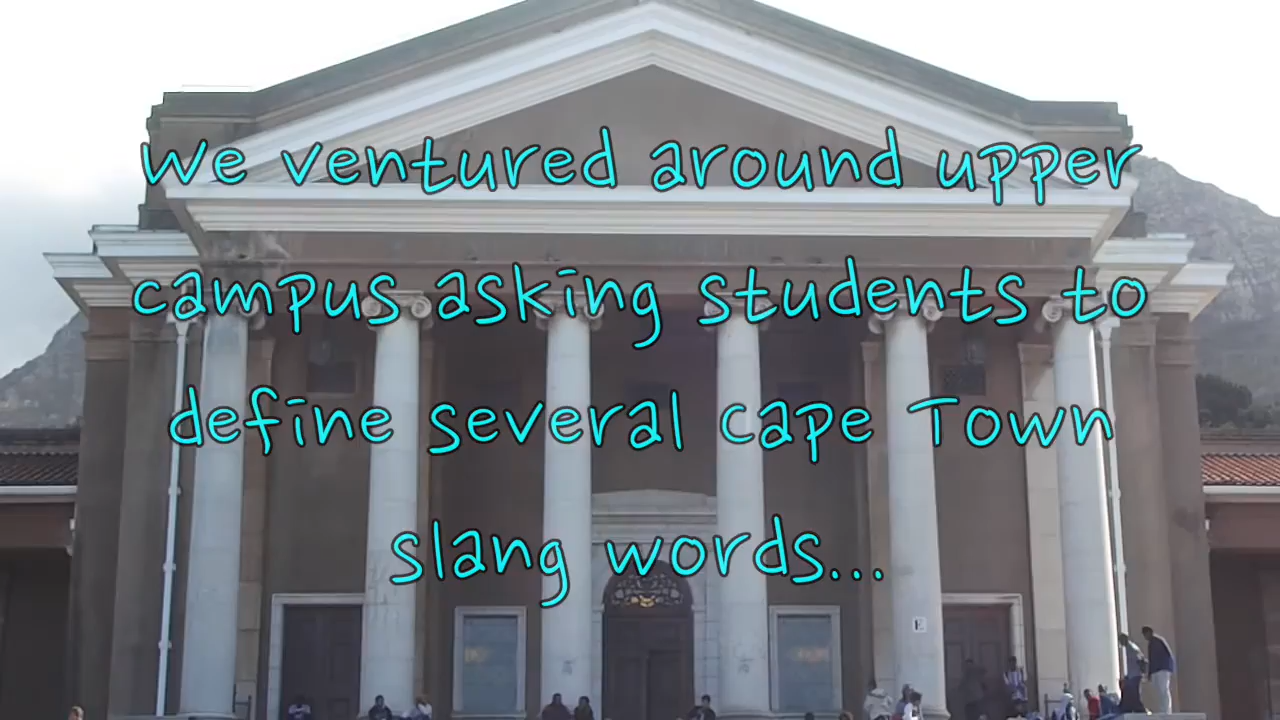 We ventured around upper
campus asking students to
define several Cape Town
slang words...
E